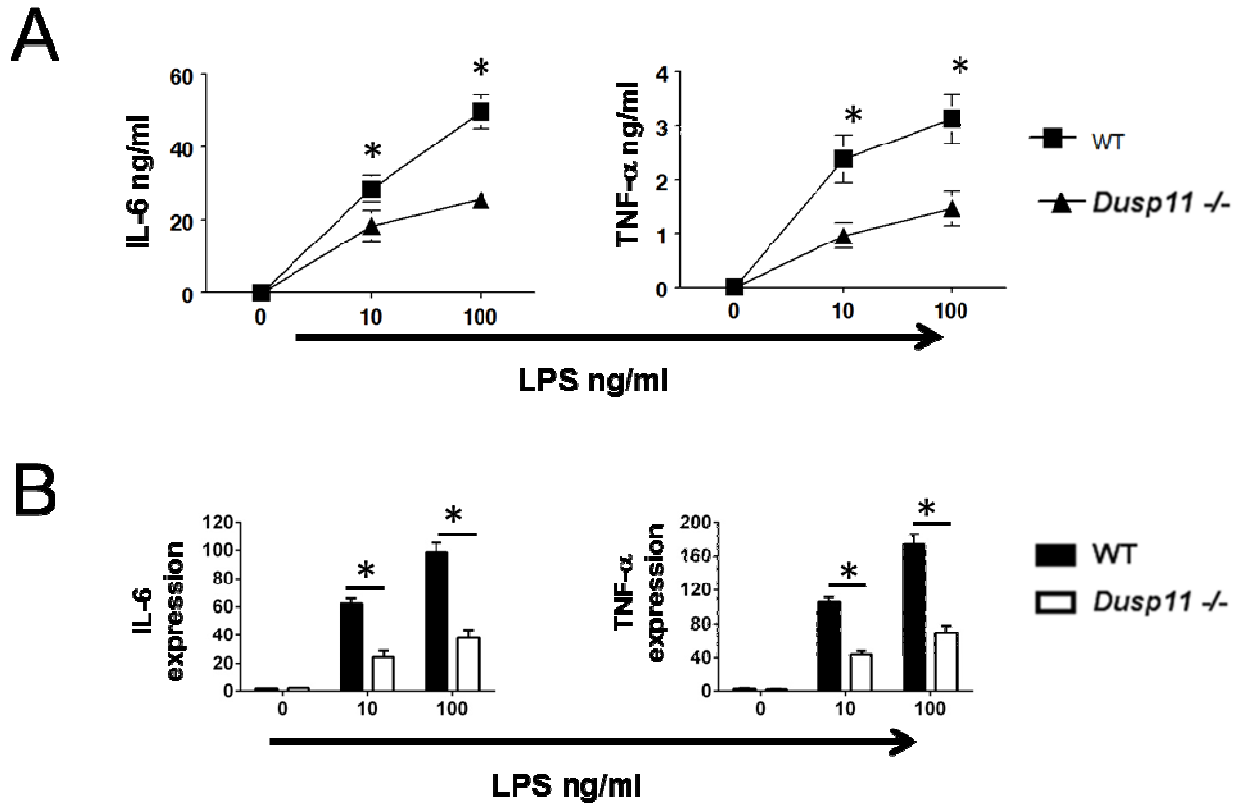 A
IL-6 ng/ml
60
40
20
0
0 10 100
* *
TNF-α ng/ml
4
3
2
1
0
0 10 100
* *
WT
Dusp11 -/-
LPS ng/ml
B
IL-6
expression
120
100
80
60
40
20
0
0 10 100
* *
TNF-α
expression
200
160
120
80
40
0
0 10 100
* *
WT
Dusp11 -/-
LPS ng/ml